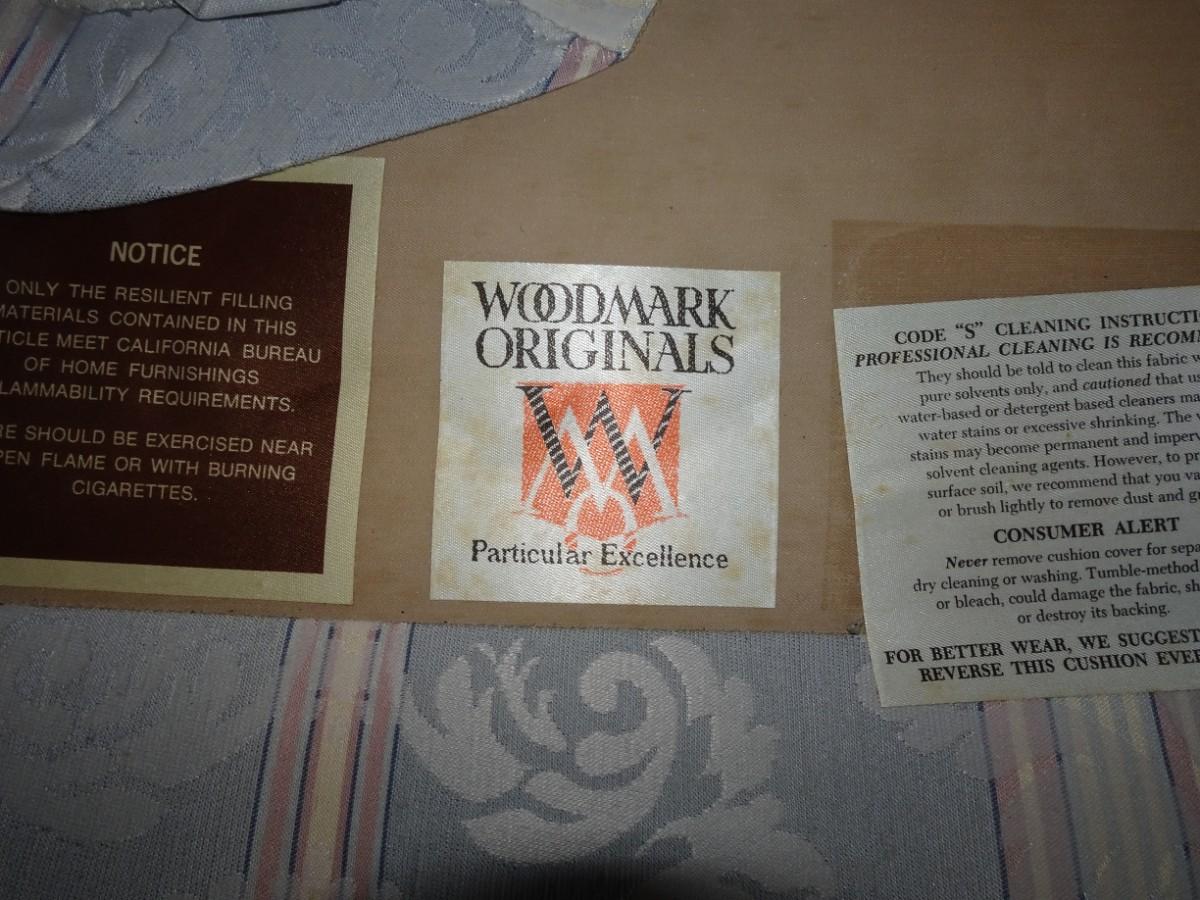 NOTICE
ONLY THE RESILIENT FILLING
MATERIALS CONTAINED IN THIS
TICLE MEET CALIFORNIA BUREAU
OF HOME FURNISHINGS
LAMMABILITY REQUIREMENTS.
RE SHOULD BE EXERCISED NEAR
PEN FLAME OR WITH BURNING
CIGARETTES.
WOODMARK
ORIGINALS
W
Particular Excellence
CODE "S" CLEANING INSTRUCTI
PROFESSIONAL CLEANING IS RECOM
They should be told to clean this fabric w
pure solvents only, and cautioned that us
water-based or detergent based cleaners ma
water stains or excessive shrinking. The w
stains may become permanent and imperv
solvent cleaning agents. However, to pr
surface soil, we recommend that you va
or brush lightly to remove dust and g
CONSUMER ALERT
Never remove cushion cover for sepa
dry cleaning or washing. Tumble-method
or bleach, could damage the fabric, sh
or destroy its backing.
FOR BETTER WEAR, WE SUGGEST
REVERSE THIS CUSHION EVE